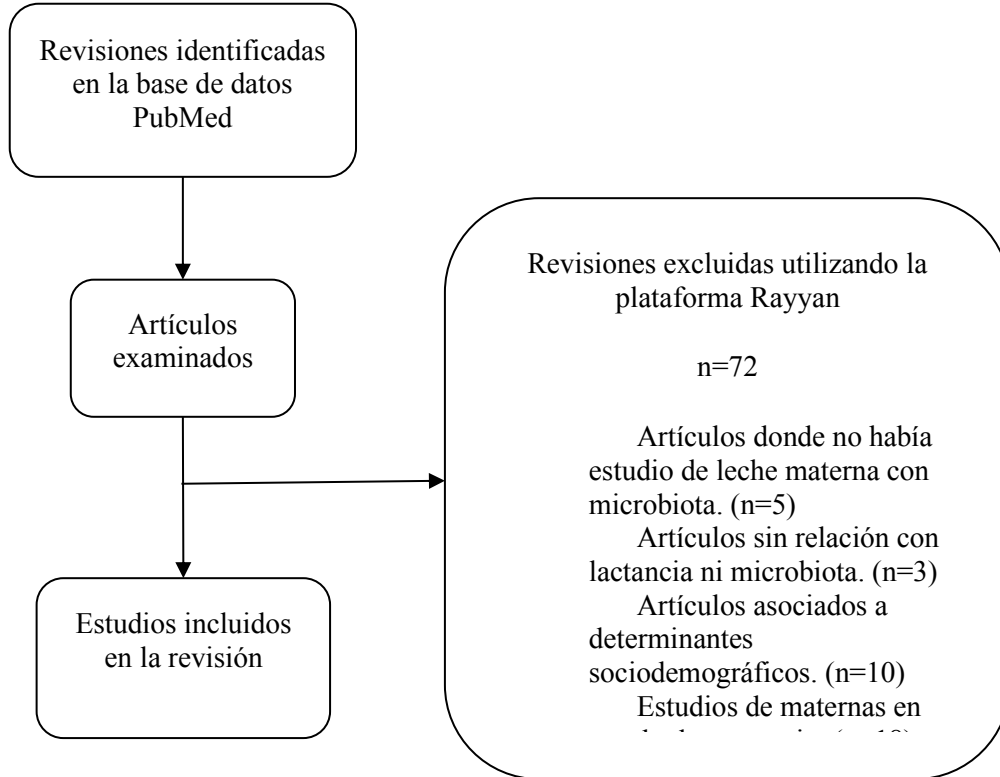 Revisiones identificadas
en la base de datos
PubMed
Artículos
examinados
Estudios incluidos
en la revisión
Revisiones excluidas utilizando la
plataforma Rayyan
n=72
Artículos donde no había
estudio de leche materna con
microbiota. (n=5)
Artículos sin relación con
lactancia ni microbiota. (n=3)
Artículos asociados a
determinantes
sociodemográficos. (n=10)
Estudios de maternas en